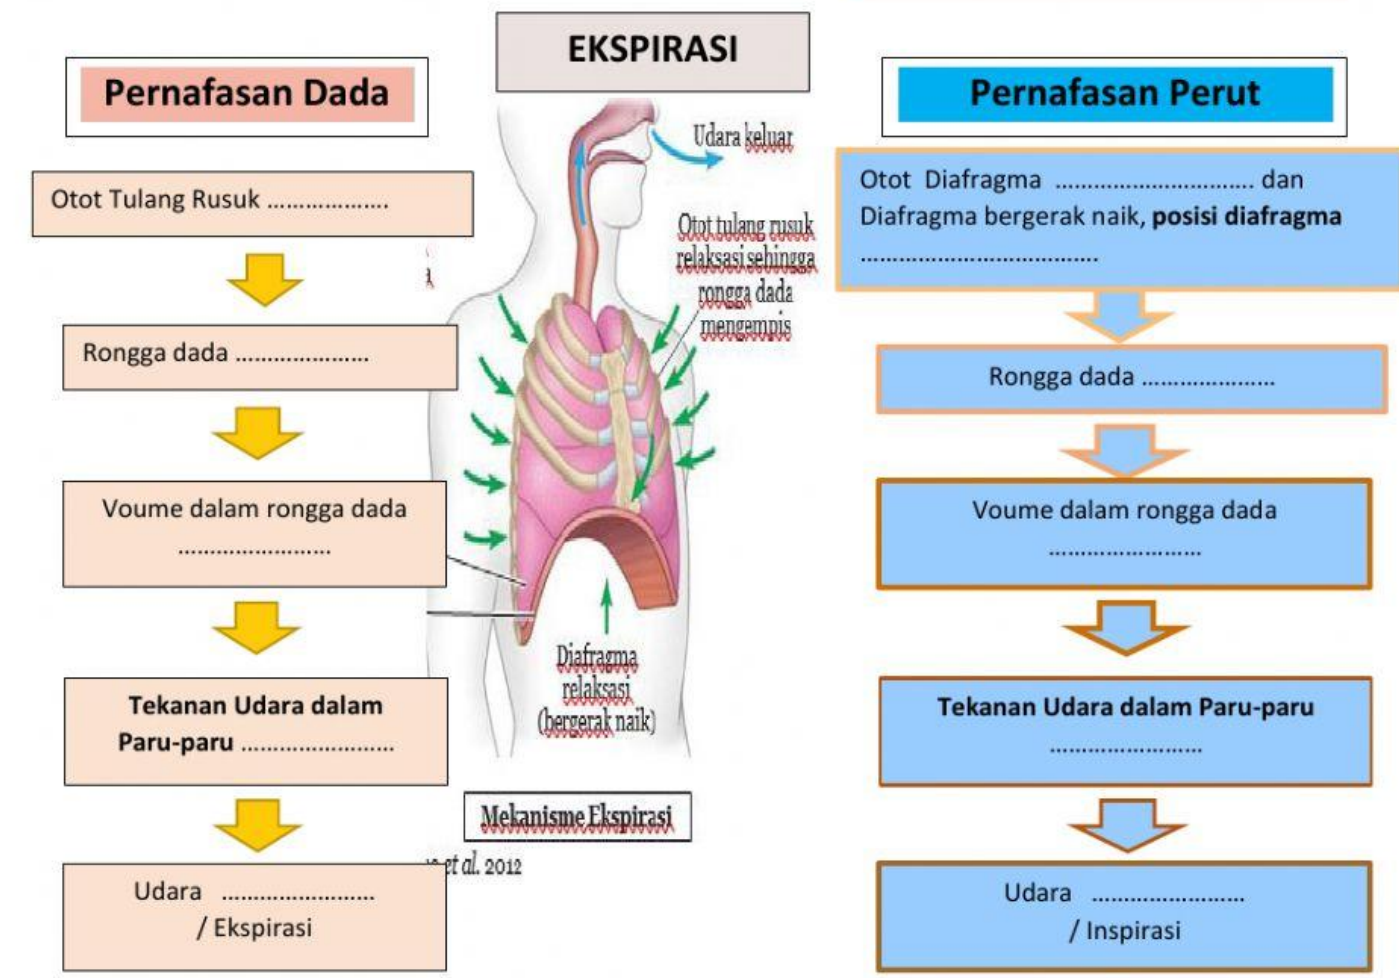 EKSPIRASI
Pernafasan Dada
Otot Tulang Rusuk ...................
Rongga dada .....................
Voume dalam rongga dada
........................
Tekanan Udara dalam
Paru-paru ........................
Udara ........................
/ Ekspirasi
Udara keluar
Otot tulang rusuk
relaksasi sehingga
rongga dada
mengempis
Diafragma
relaksasi
(bergerak naik)
Mekanisme Ekspirasi
et al. 2012
Pernafasan Perut
Otot Diafragma ............................... dan
Diafragma bergerak naik, posisi diafragma
.....................................
Rongga dada .....................
Voume dalam rongga dada
........................
Tekanan Udara dalam Paru-paru
........................
Udara ........................
/ Inspirasi